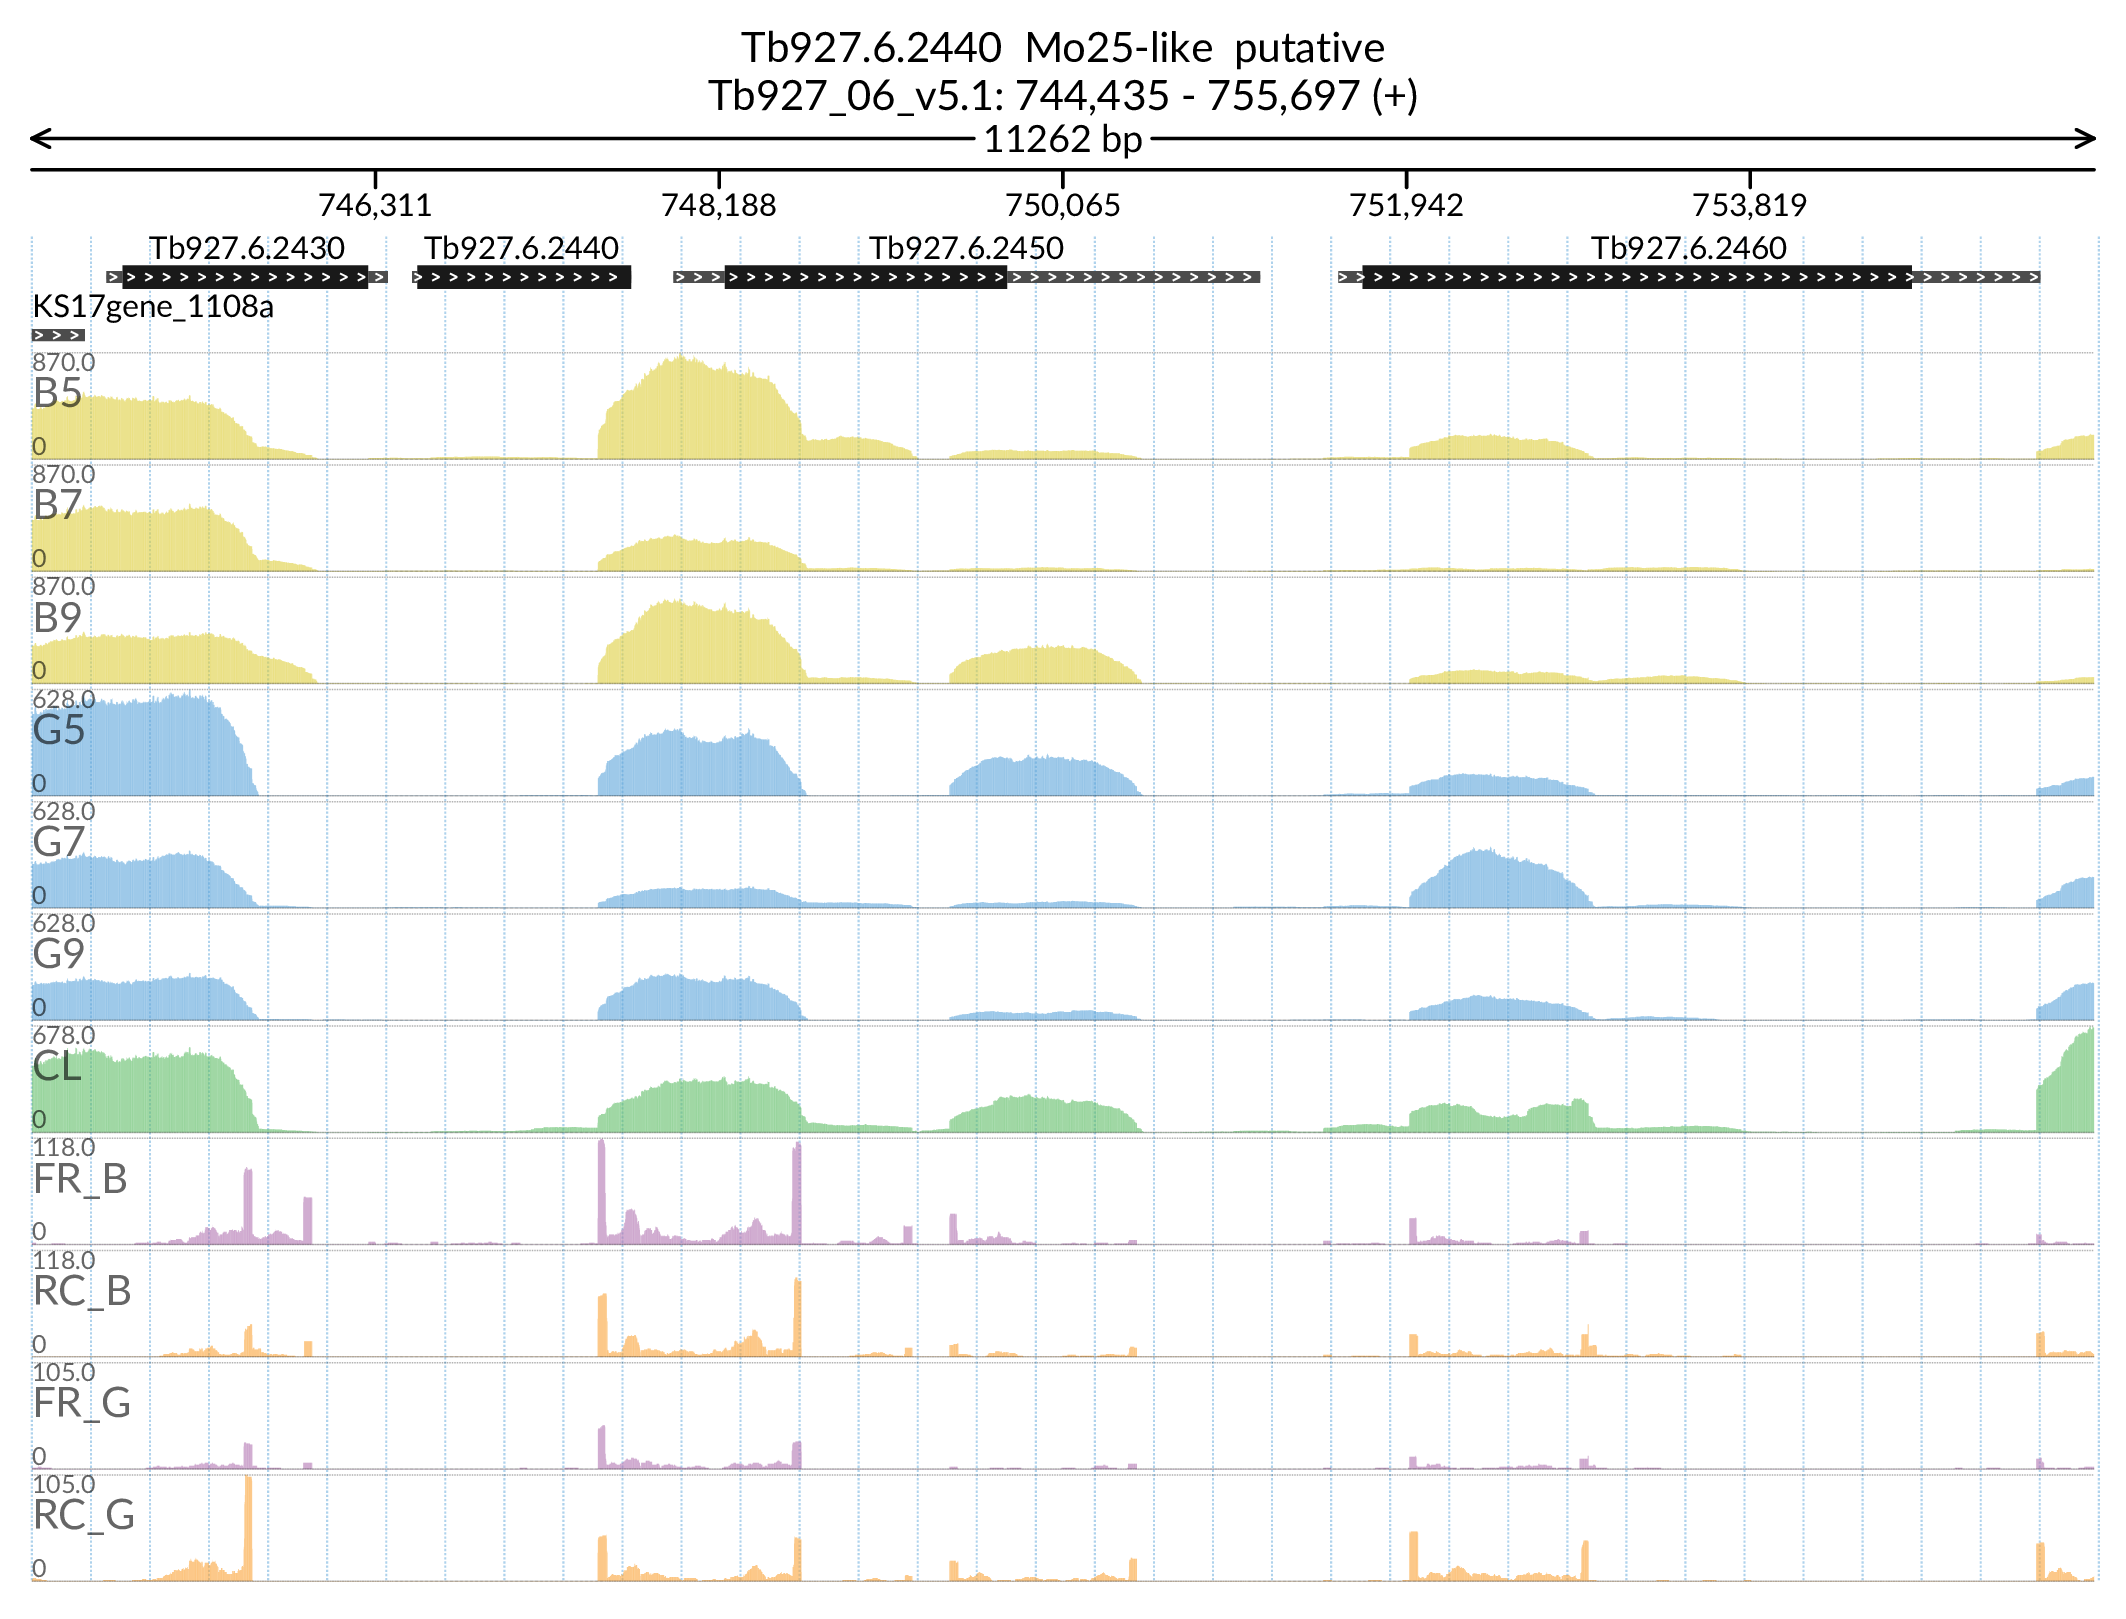 Tb927.6.2440 Mo25-like putative
Tb927_06_v5.1: 744,435 - 755,697 (+)
11262 bp
746,311 748,188 750,065 751,942 753,819
Tb927.6.2430 Tb927.6.2440 Tb927.6.2450 Tb927.6.2460
KS17gene_1108a
870.0
B5
0
870.0
B7
0
870.0
B9
0
628.0
G5
0
628.0
G7
0
628.0
G9
0
678.0
CL
0
118.0
FR_B
0
118.0
RC_B
0
105.0
FR_G
0
105.0
RC_G
0